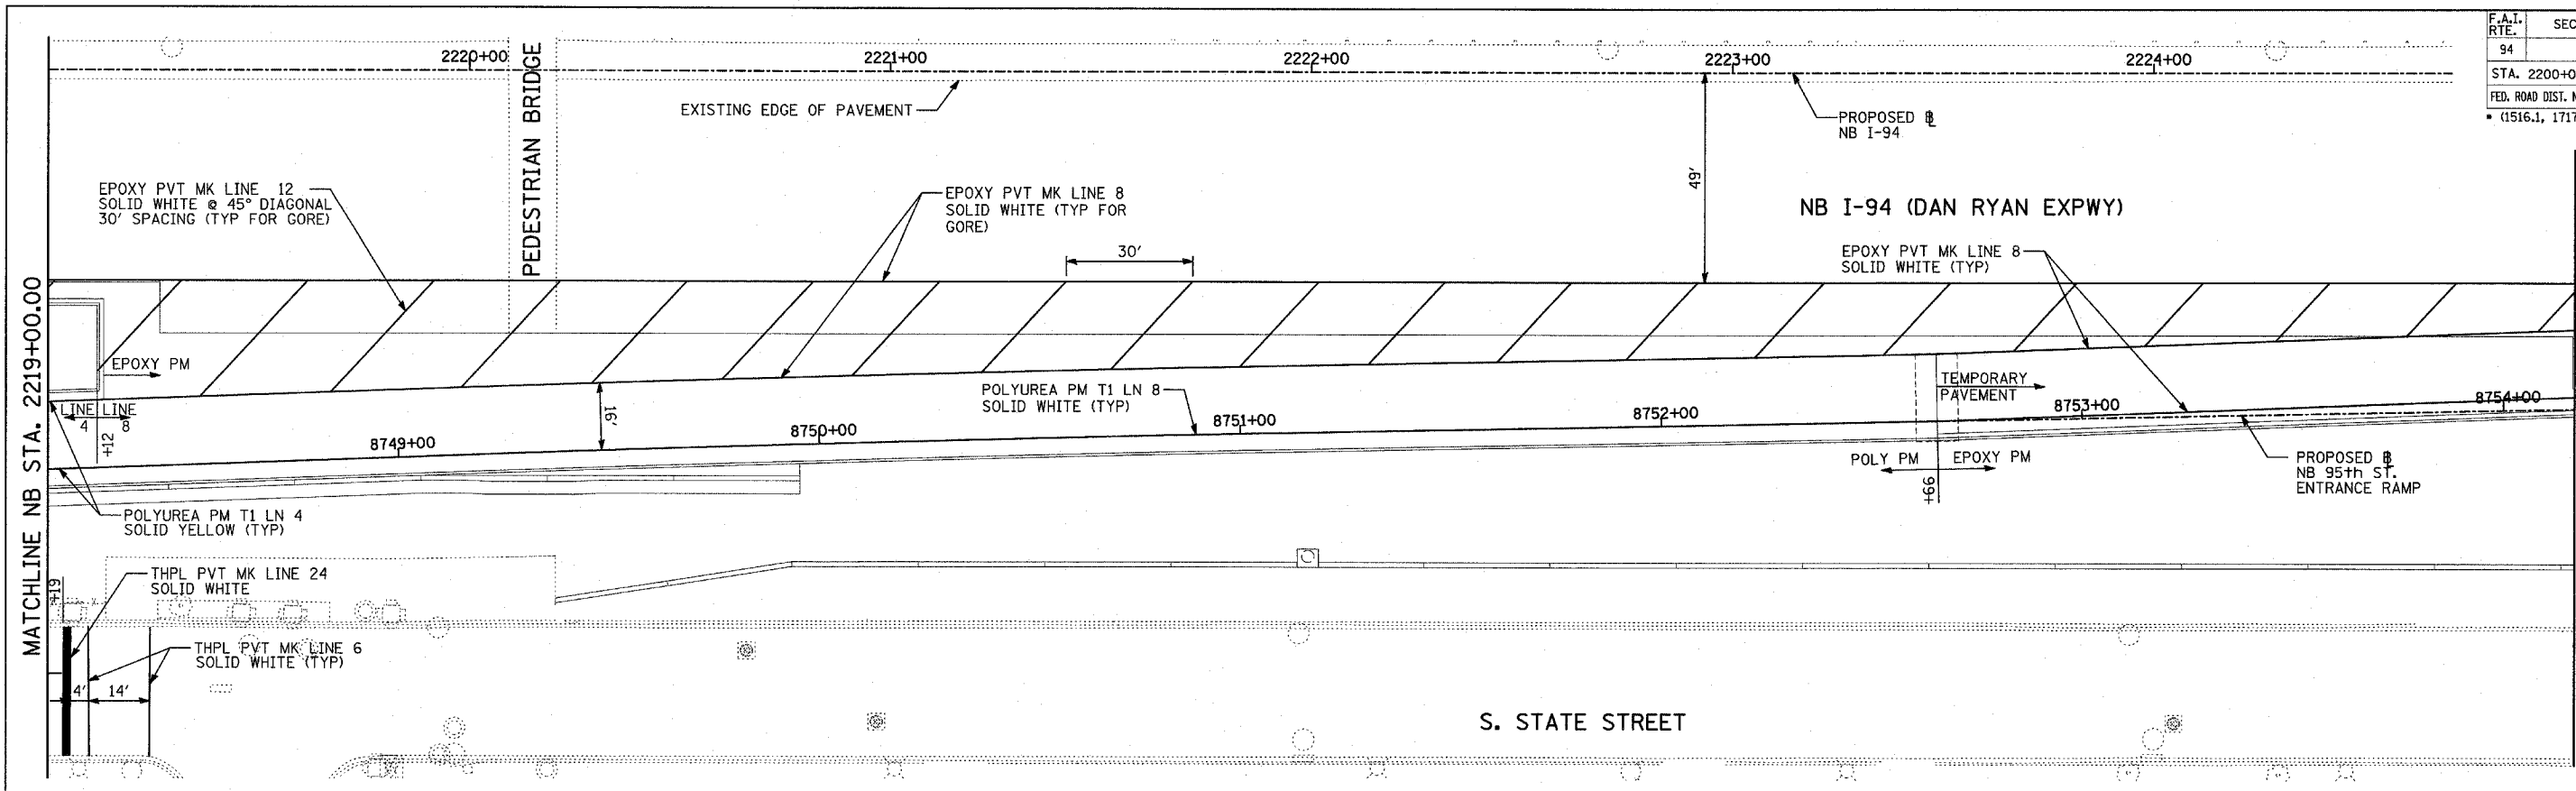 F.A.I.
RTE.
SEC
94
STA. 2200+0
FED. ROAD DIST. N
* (1516.1, 1717
2220+00
2221+00
2222+00
2223+00
2224+00
PEDESTRIAN BRIDGE
EXISTING EDGE OF PAVEMENT
PROPOSED ⅊
NB I-94
49'
EPOXY PVT MK LINE 12
SOLID WHITE @ 45° DIAGONAL
30' SPACING (TYP FOR GORE)
EPOXY PVT MK LINE 8
SOLID WHITE (TYP FOR
GORE)
30'
NB I-94 (DAN RYAN EXPWY)
EPOXY PVT MK LINE 8
SOLID WHITE (TYP)
MATCHLINE NB STA. 2219+00.00
EPOXY PM
LINE LINE
4 8
+12
16'
POLYUREA PM T1 LN 8
SOLID WHITE (TYP)
TEMPORARY
PAVEMENT
8749+00
8750+00
8751+00
8752+00
8753+00
8754+00
POLY PM
EPOXY PM
+66
PROPOSED ⅊
NB 95th ST.
ENTRANCE RAMP
POLYUREA PM T1 LN 4
SOLID YELLOW (TYP)
+19
THPL PVT MK LINE 24
SOLID WHITE
THPL PVT MK LINE 6
SOLID WHITE (TYP)
4'
14'
S. STATE STREET